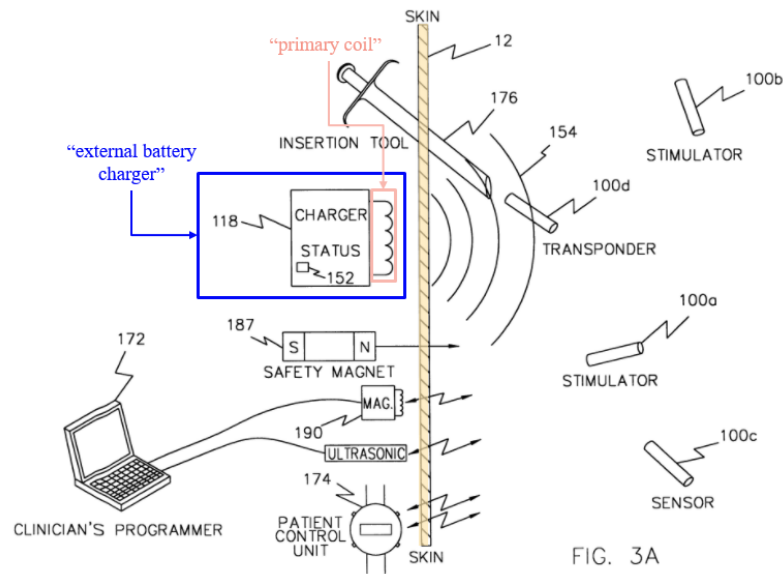 SKIN
“primary coil”
12
100b
176
154
INSERTION TOOL
STIMULATOR
“external battery
charger”
100d
118
CHARGER
STATUS
152
TRANSPONDER
187
S
N
SAFETY MAGNET
100a
STIMULATOR
172
MAG.
190
ULTRASONIC
100c
174
SENSOR
CLINICIAN'S PROGRAMMER
PATIENT
CONTROL
UNIT
SKIN
FIG. 3A